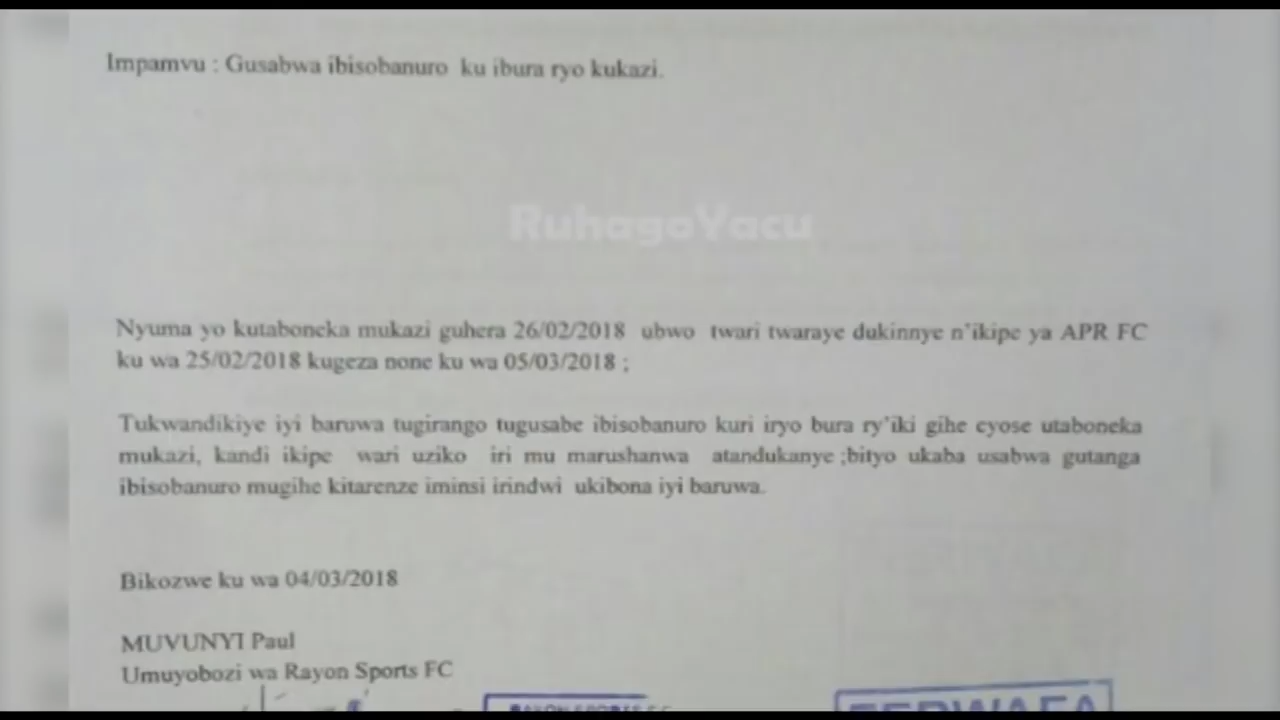 Impamvu : Gusabwa ibisobanuro ku ibura ryo kukazi.
RuhagoYacu
Nyuma yo kutaboneka mukazi guhera 26/02/2018 ubwo twari twaraye dukinnye n'ikipe ya APR FC
ku wa 25/02/2018 kugeza none ku wa 05/03/2018 ;
Tukwandikiye iyi baruwa tugirango tugusabe ibisobanuro kuri iryo bura ry'iki gihe cyose utaboneka
mukazi, kandi ikipe wari uziko iri mu marushanwa atandukanye ;bityo ukaba usabwa gutanga
ibisobanuro mugihe kitarenze iminsi irindwi ukibona iyi baruwa.
Bikozwe ku wa 04/03/2018
MUVUNYI Paul
Umuyobozi wa Rayon Sports FC
RAYON SPORTS F.C
FERWAFA